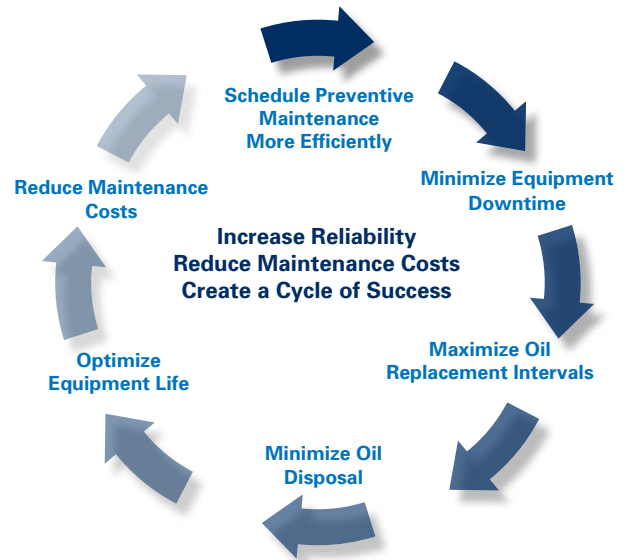 Schedule Preventive
Maintenance
More Efficiently
Minimize Equipment
Downtime
Maximize Oil
Replacement Intervals
Minimize Oil
Disposal
Optimize
Equipment Life
Reduce Maintenance
Costs
Increase Reliability
Reduce Maintenance Costs
Create a Cycle of Success